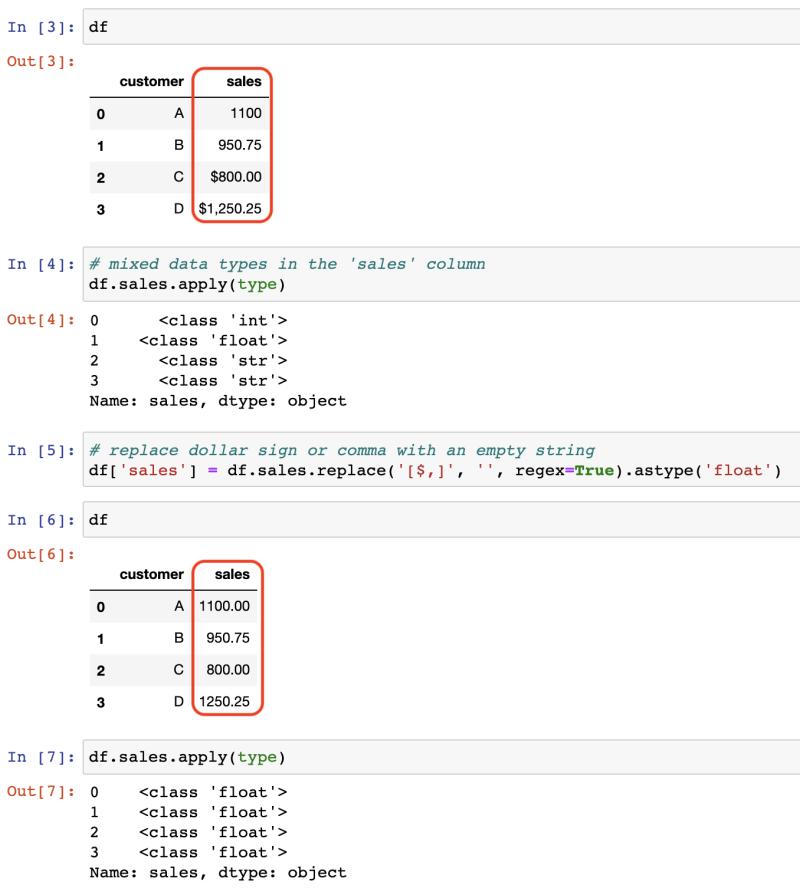 In [3]: df
Out[3]:
customer sales
0 A 1100
1 B 950.75
2 C $800.00
3 D $1,250.25
In [4]: # mixed data types in the 'sales' column
df.sales.apply(type)
Out[4]: 0 <class 'int'>
1 <class 'float'>
2 <class 'str'>
3 <class 'str'>
Name: sales, dtype: object
In [5]: # replace dollar sign or comma with an empty string
df['sales'] = df.sales.replace('[$,]', '', regex=True).astype('float')
In [6]: df
Out[6]:
customer sales
0 A 1100.00
1 B 950.75
2 C 800.00
3 D 1250.25
In [7]: df.sales.apply(type)
Out[7]: 0 <class 'float'>
1 <class 'float'>
2 <class 'float'>
3 <class 'float'>
Name: sales, dtype: object